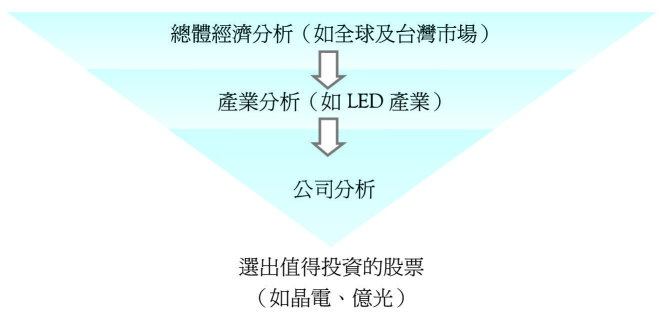 總體經濟分析（如全球及台灣市場）
產業分析（如 LED 產業）
公司分析
選出值得投資的股票
（如晶電、億光）